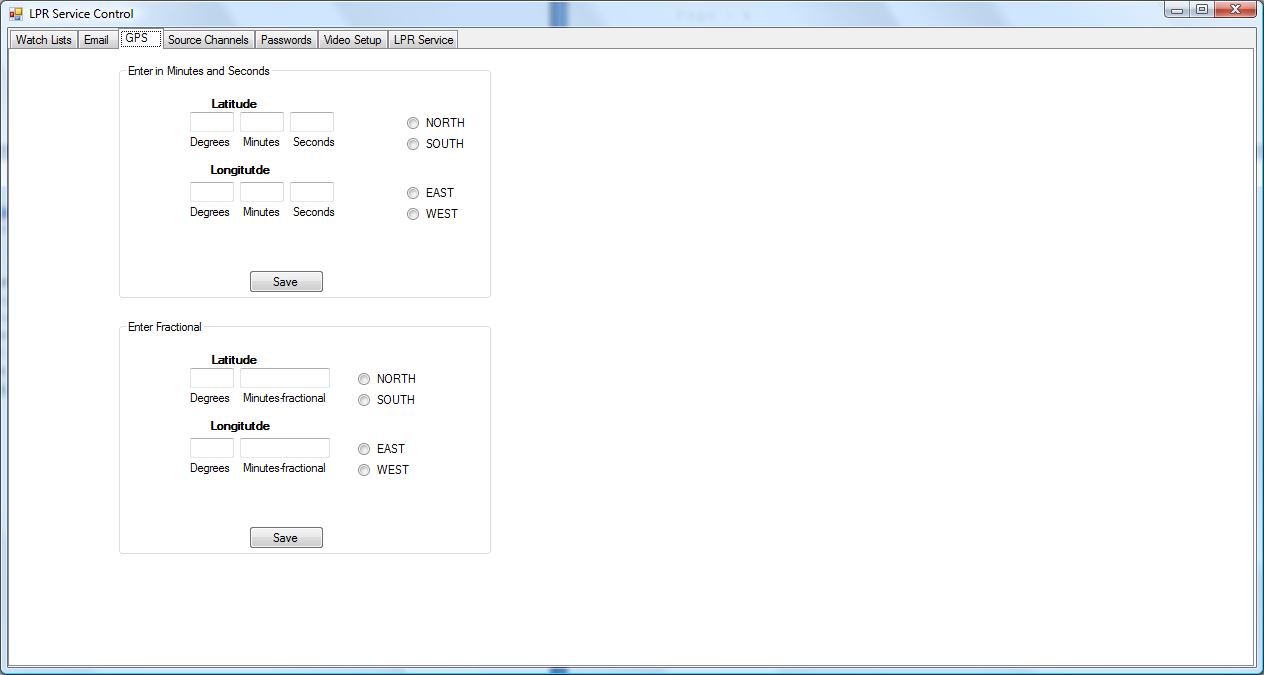 LPR Service Control
Watch Lists Email GPS Source Channels Passwords Video Setup LPR Service
Enter in Minutes and Seconds
Latitude
NORTH
Degrees Minutes Seconds
SOUTH
Longitutde
EAST
Degrees Minutes Seconds
WEST
Save
Enter Fractional
Latitude
NORTH
Degrees Minutes-fractional
SOUTH
Longitutde
EAST
Degrees Minutes-fractional
WEST
Save